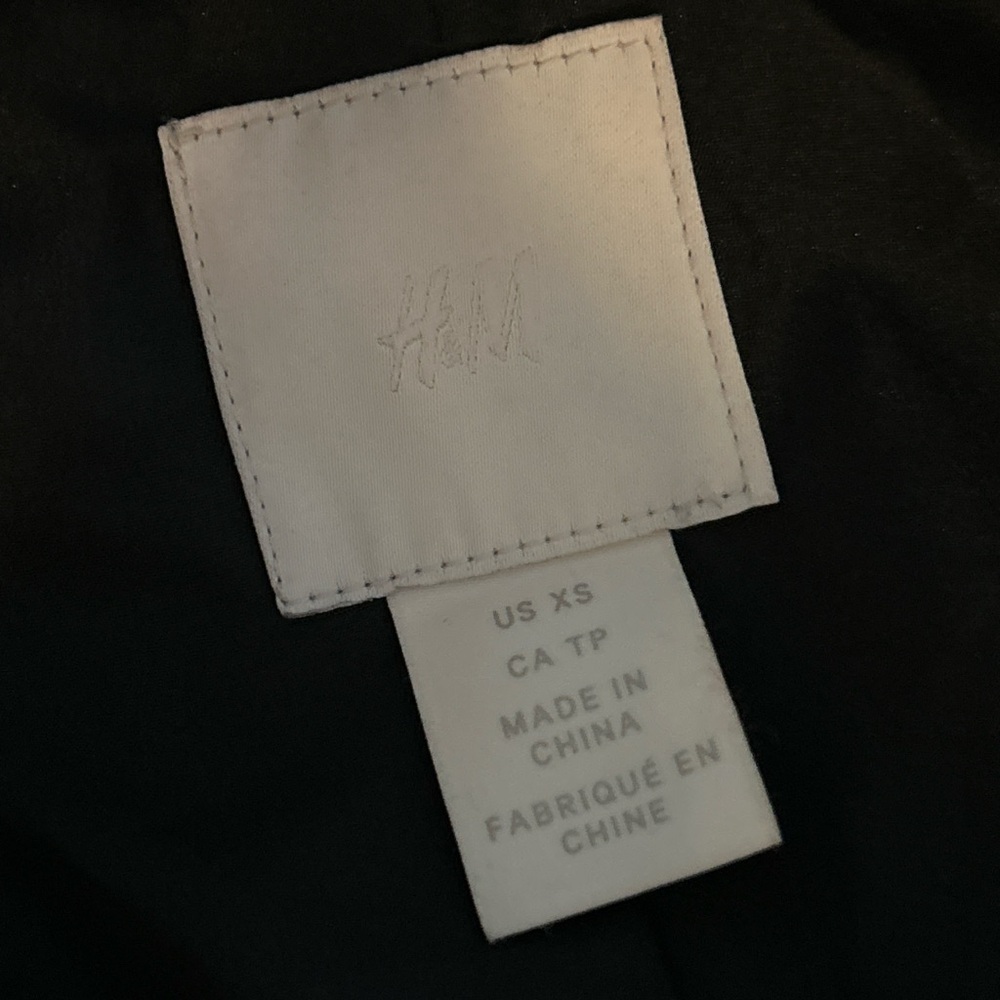 H&M
US XS
CA TP
MADE IN
CHINA
FABRIQUÉ EN
CHINE